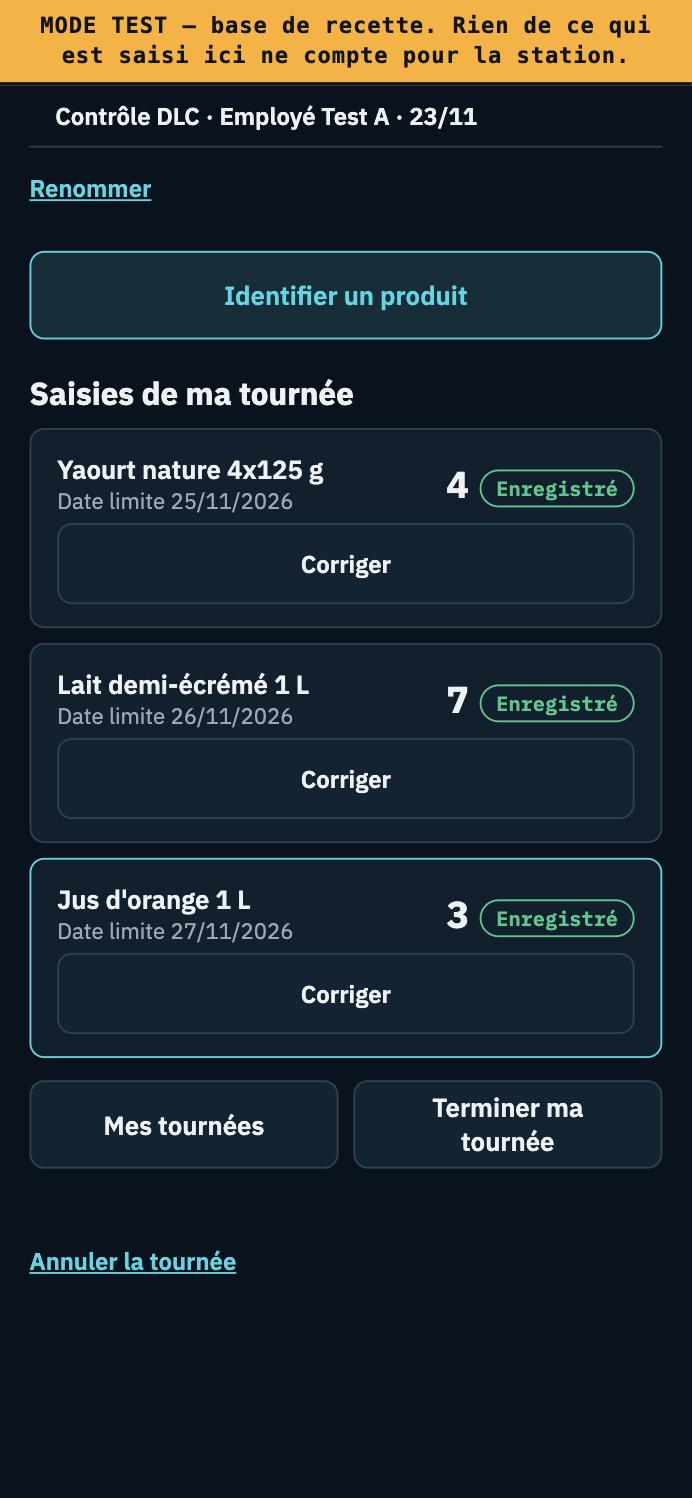 MODE TEST — base de recette. Rien de ce qui
est saisi ici ne compte pour la station.
Contrôle DLC · Employé Test A · 23/11
Renommer
Identifier un produit
Saisies de ma tournée
Yaourt nature 4x125 g
Date limite 25/11/2026
4 Enregistré
Corriger
Lait demi-écrémé 1 L
Date limite 26/11/2026
7 Enregistré
Corriger
Jus d'orange 1 L
Date limite 27/11/2026
3 Enregistré
Corriger
Mes tournées
Terminer ma
tournée
Annuler la tournée